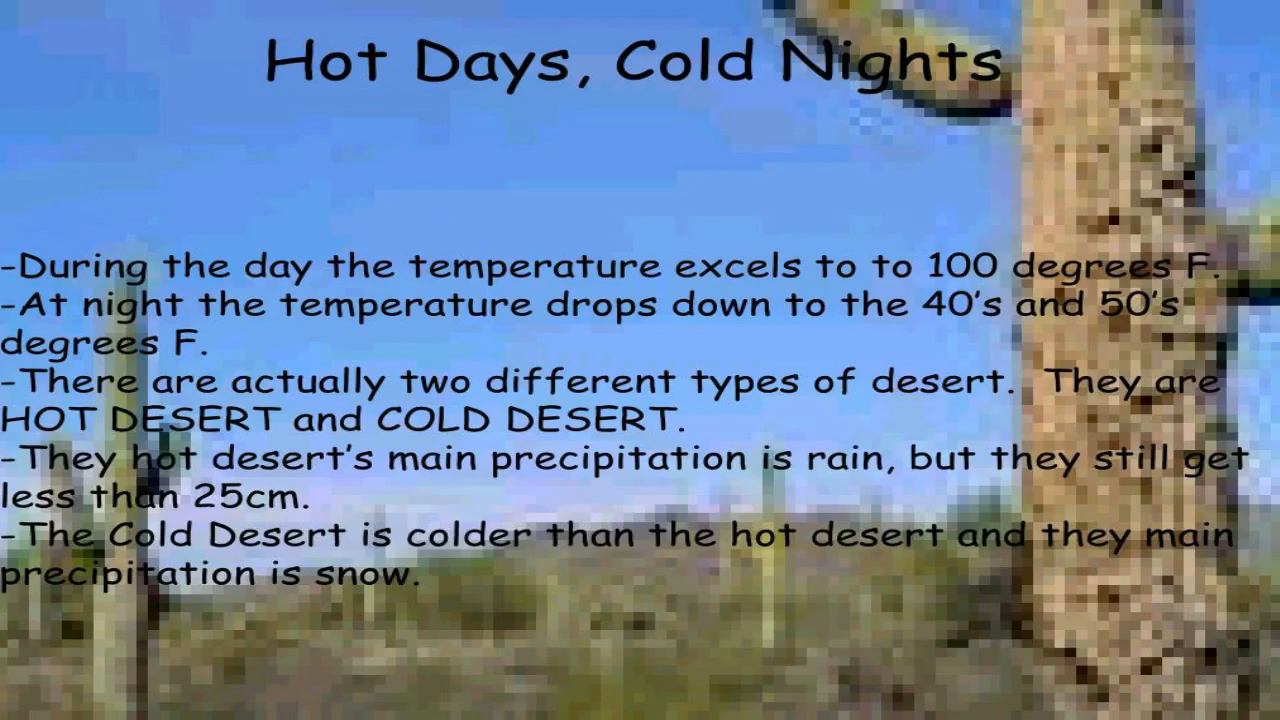 Hot Days, Cold Nights
-During the day the temperature excels to to 100 degrees F.
-At night the temperature drops down to the 40's and 50's
degrees F.
-There are actually two different types of desert.  They are
HOT DESERT and COLD DESERT.
-They hot desert's main precipitation is rain, but they still get
less than 25cm.
-The Cold Desert is colder than the hot desert and they main
precipitation is snow.